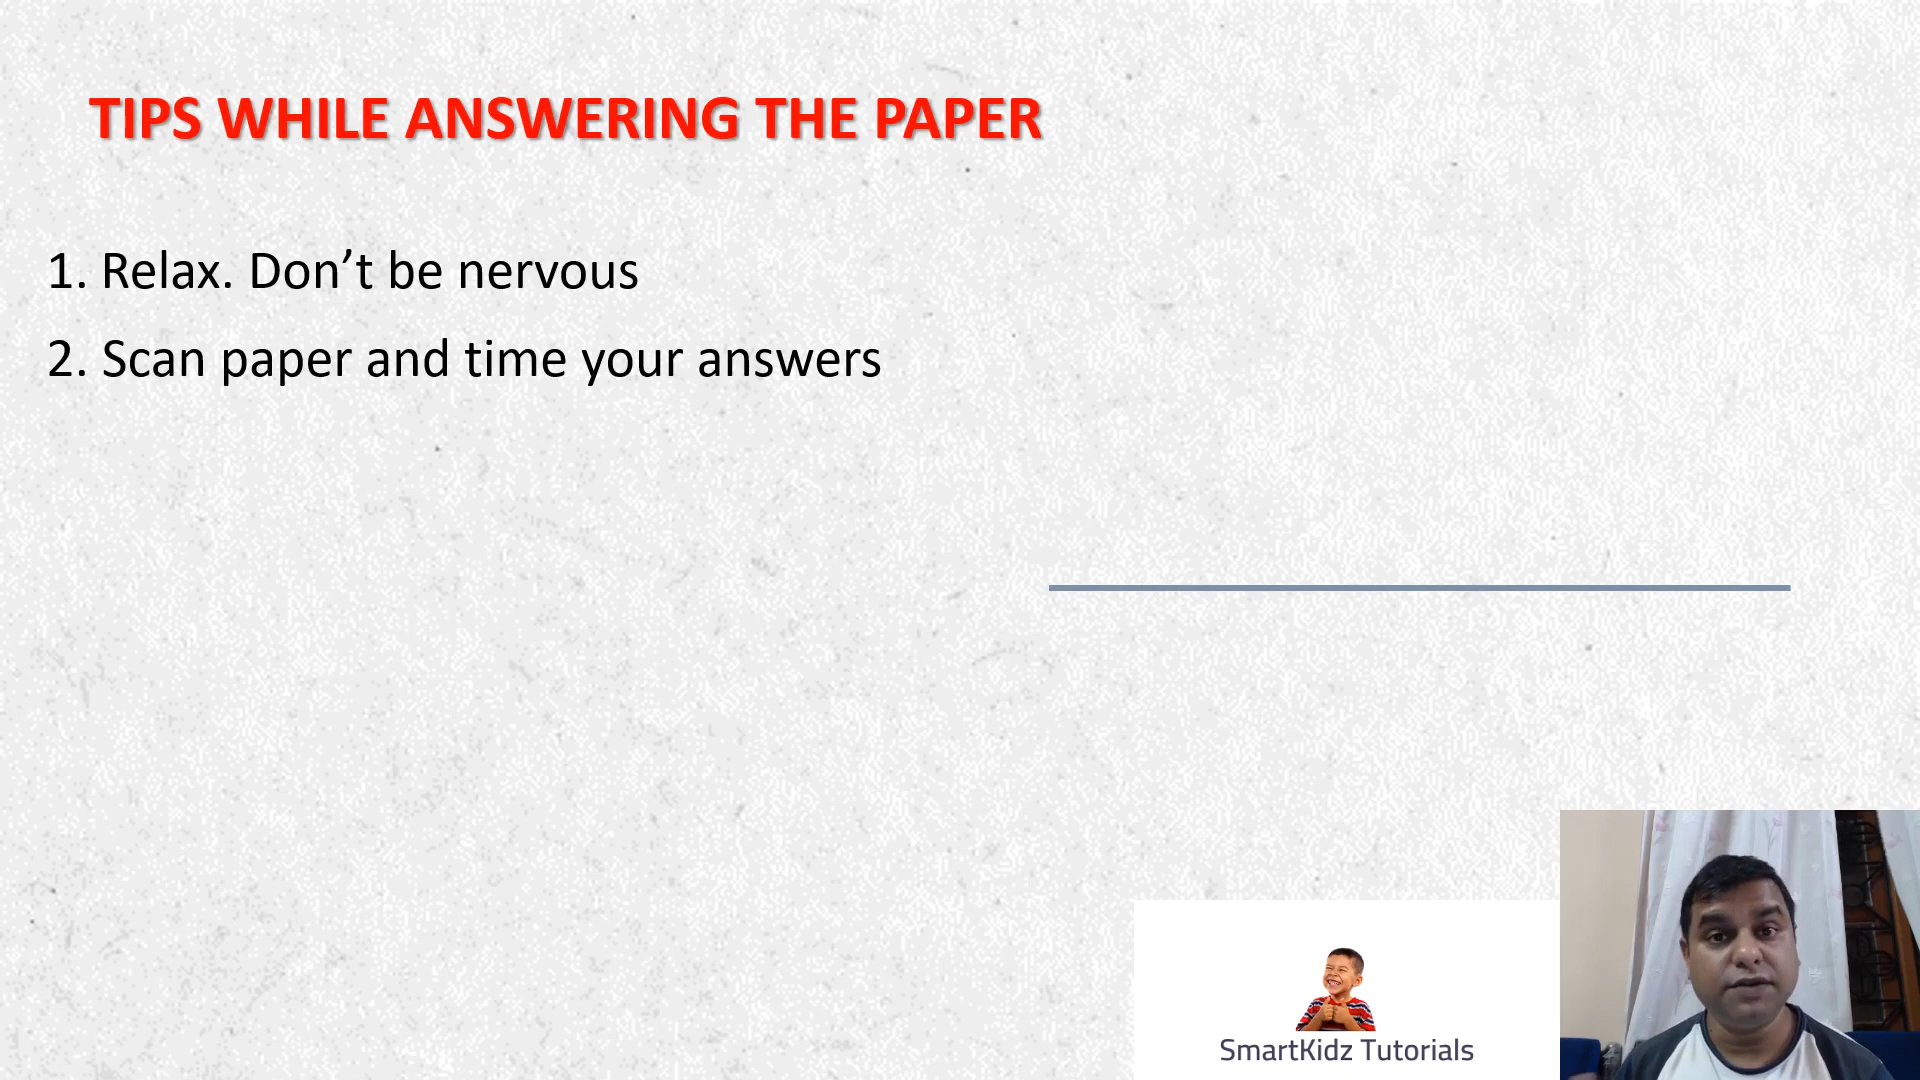 TIPS WHILE ANSWERING THE PAPER
1. Relax. Don’t be nervous
2. Scan paper and time your answers
SmartKidz Tutorials